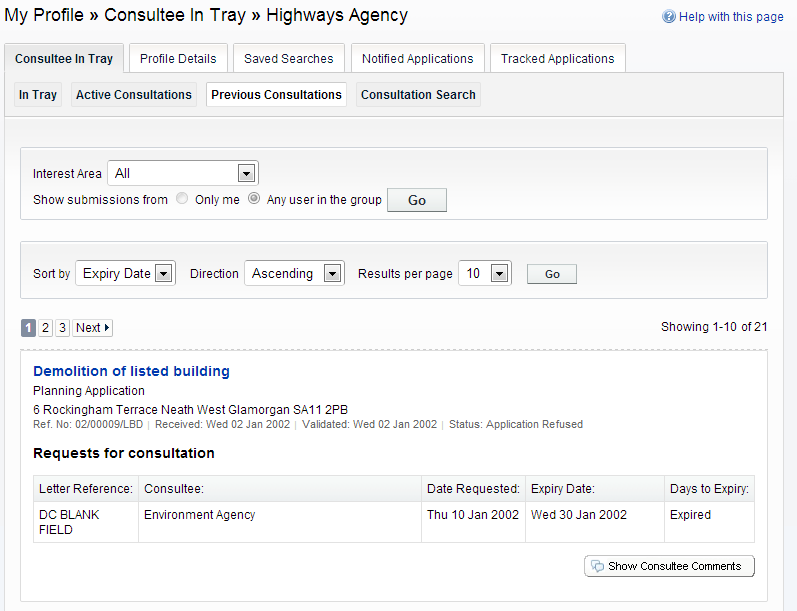 My Profile » Consultee In Tray » Highways Agency
Help with this page
Consultee In Tray Profile Details Saved Searches Notified Applications Tracked Applications
In Tray Active Consultations Previous Consultations Consultation Search
Interest Area All
Show submissions from Only me Any user in the group Go
Sort by Expiry Date Direction Ascending Results per page 10 Go
1 2 3 Next
Showing 1-10 of 21
Demolition of listed building
Planning Application
6 Rockingham Terrace Neath West Glamorgan SA11 2PB
Ref. No: 02/00009/LBD | Received: Wed 02 Jan 2002 | Validated: Wed 02 Jan 2002 | Status: Application Refused
Requests for consultation
Letter Reference: Consultee: Date Requested: Expiry Date: Days to Expiry:
DC BLANK Environment Agency Thu 10 Jan 2002 Wed 30 Jan 2002 Expired
FIELD
Show Consultee Comments